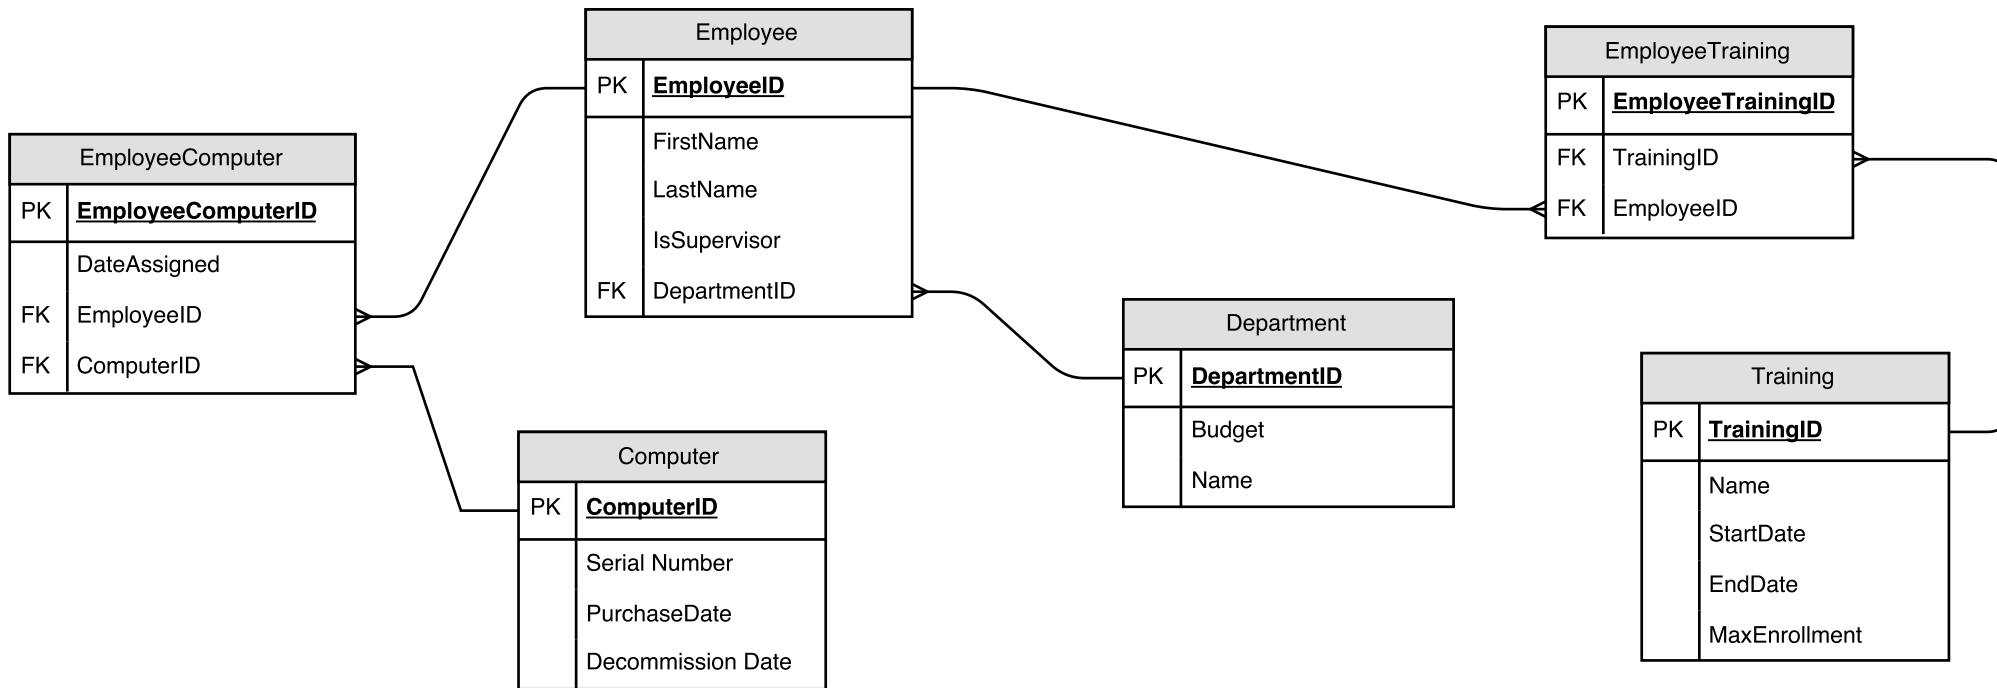 Employee
PK EmployeeID
FirstName
LastName
IsSupervisor
FK DepartmentID
EmployeeTraining
PK EmployeeTrainingID
FK TrainingID
FK EmployeeID
EmployeeComputer
PK EmployeeComputerID
DateAssigned
FK EmployeeID
FK ComputerID
Department
PK DepartmentID
Budget
Name
Training
PK TrainingID
Name
StartDate
EndDate
MaxEnrollment
Computer
PK ComputerID
Serial Number
PurchaseDate
Decommission Date